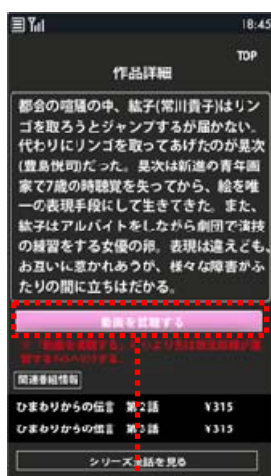 18:45
TOP
作品詳細
都会の喧騒の中、紘子(常川貴子)はリン
ゴを取ろうとジャンプするが届かない。
代わりにリンゴを取ってあげたのが晃次
(豊島悦司)だった。晃次は新進の青年画
家で7歳の時聴覚を失ってから、絵を唯
一の表現手段にして生きてきた。また、
紘子はアルバイトをしながら劇団で演技
の練習をする女優の卵。表現は違えども、
お互いに惹かれあうが、様々な障害がふ
たりの間に立ちはだかる。
動画を視聴する
関連番組情報
ひまわりからの伝言 第2話 ¥315
ひまわりからの伝言 第3話 ¥315
シリーズ全話を見る